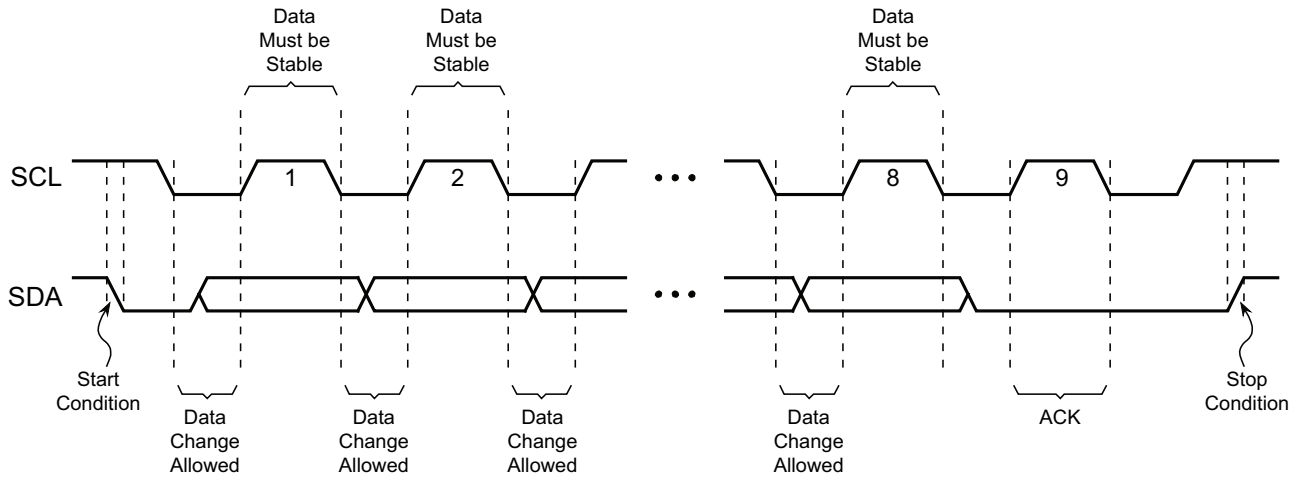 Data
Must be
Stable
Data
Must be
Stable
Data
Must be
Stable
SCL
1
2
8
9
SDA
Start
Condition
Data
Change
Allowed
Data
Change
Allowed
Data
Change
Allowed
Data
Change
Allowed
ACK
Stop
Condition